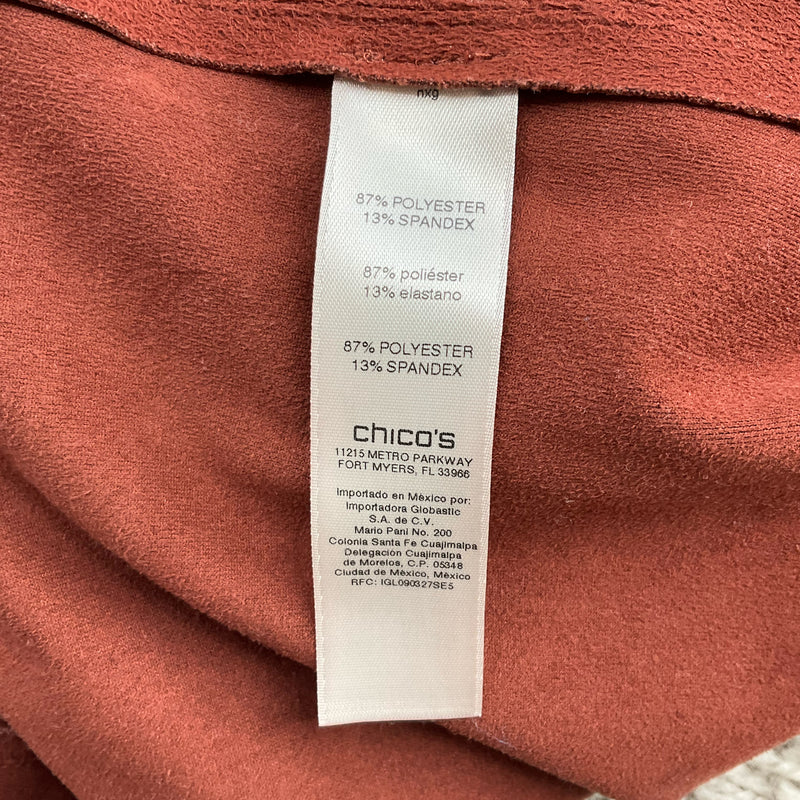 nxg
87% POLYESTER
13% SPANDEX
87% poliéster
13% elastano
87% POLYESTER
13% SPANDEX
chico's
11215 METRO PARKWAY
FORT MYERS, FL 33966
Importado en México por:
Importadora Globastic
S.A. de C.V.
Mario Pani No. 200
Colonia Santa Fe Cuajimalpa
Delegación Cuajimalpa
de Morelos, C.P. 05348
Ciudad de México, México
RFC: IGL090327SE5